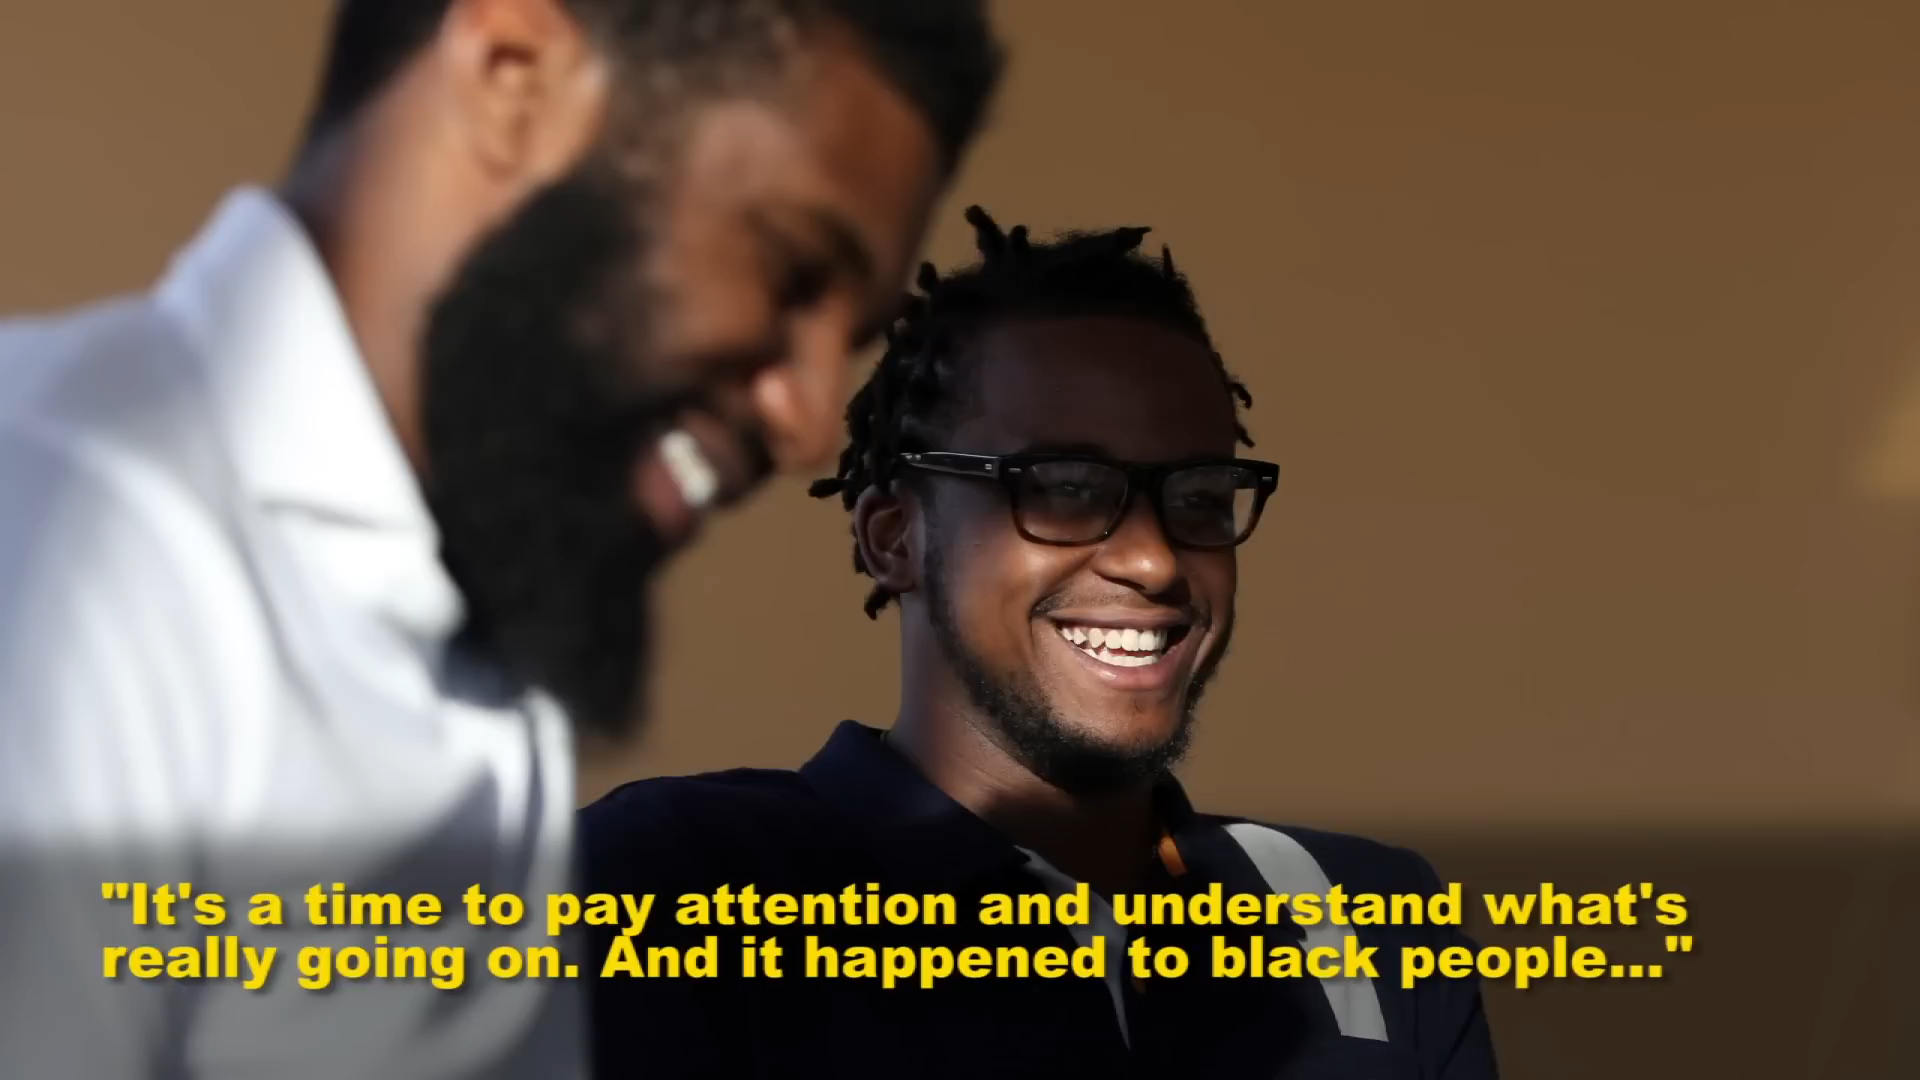 "It's a time to pay attention and understand what's
really going on. And it happened to black people..."